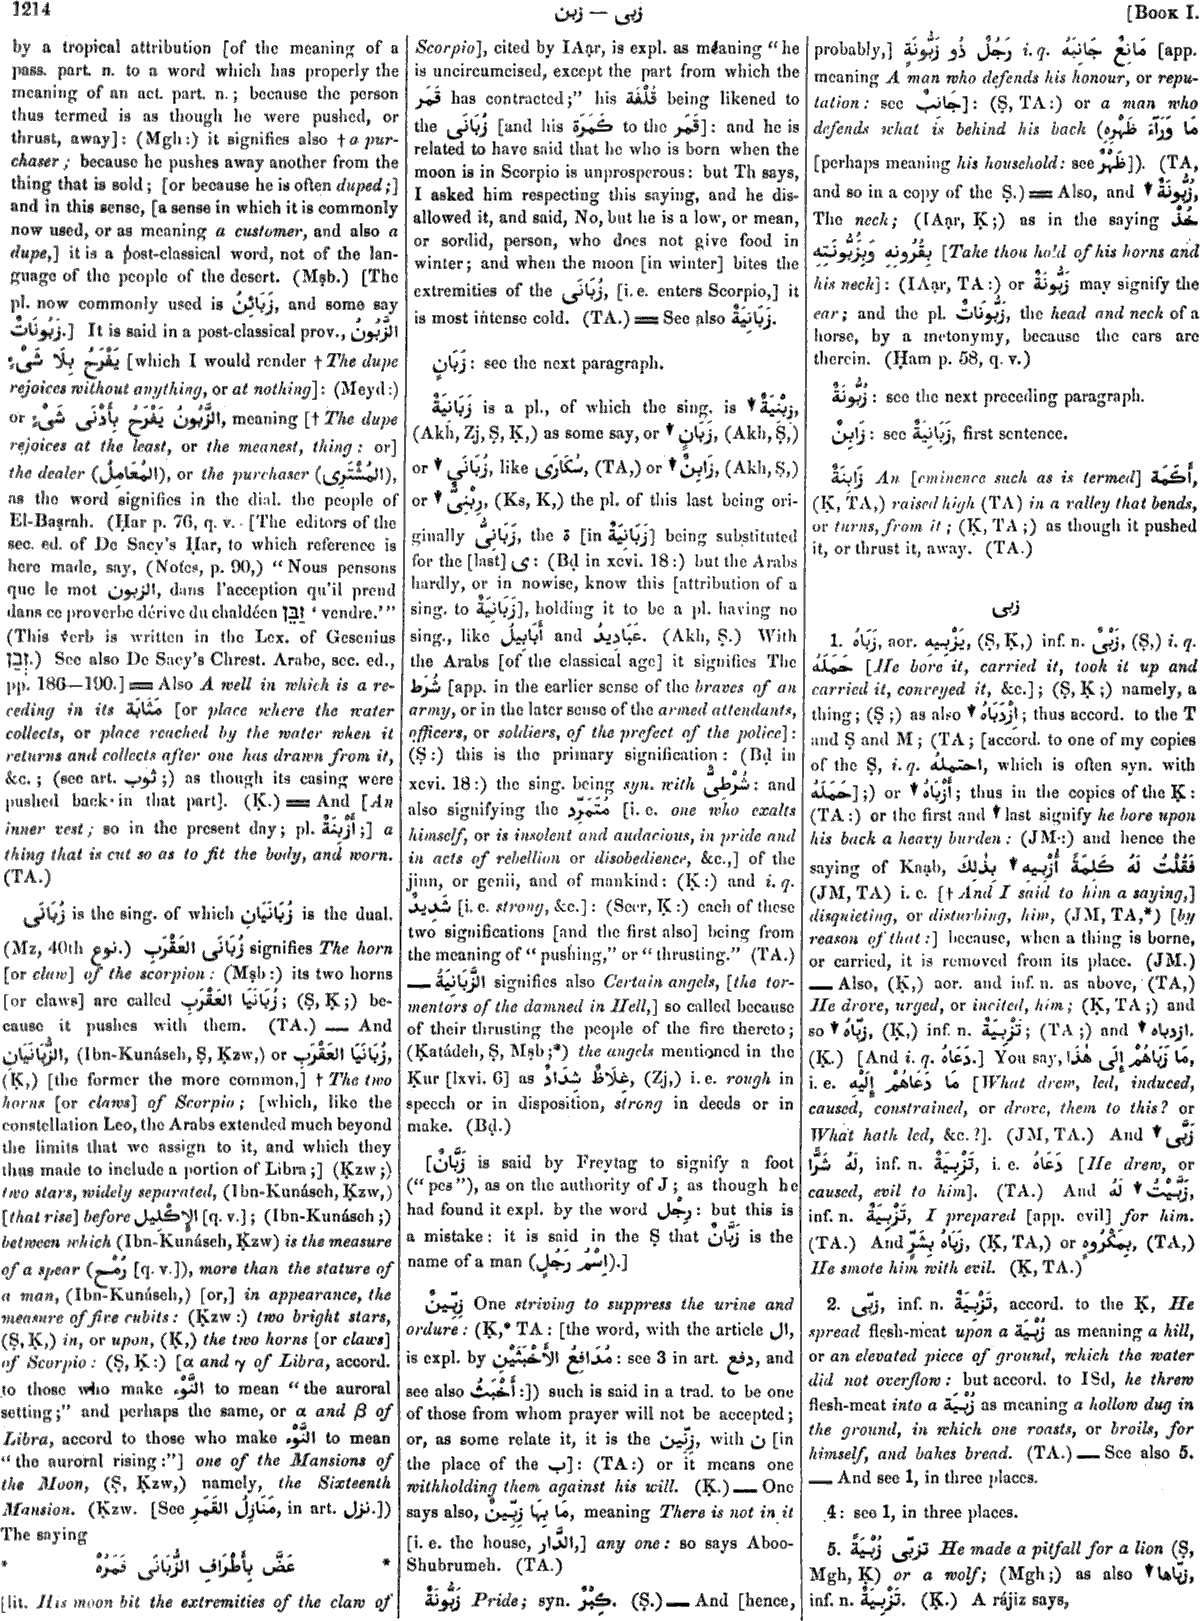 1214
زبن — زبى
[BOOK I.
by a tropical attribution [of the meaning of a
pass. part. n. to a word which has properly the
meaning of an act. part. n.; because the person
thus termed is as though he were pushed, or
thrust, away]: (Mgh:) it signifies also † a pur-
chaser; because he pushes away another from the
thing that is sold; [or because he is often duped;]
and in this sense, [a sense in which it is commonly
now used, or as meaning a customer, and also a
dupe,] it is a post-classical word, not of the lan-
guage of the people of the desert. (Mṣb.) [The
pl. now commonly used is زَبَائِنُ, and some say
زَبُونَاتٌ.] It is said in a post-classical prov., الزَّبُونُ
يَفْرَحُ بِلَا شَىْءٍ [which I would render † The dupe
rejoices without anything, or at nothing]: (Meyd:)
or الزَّبُونُ يَفْرَحُ بِأَدْنَى شَىْءٍ, meaning [† The dupe
rejoices at the least, or the meanest, thing: or]
the dealer (المُعَامِلُ), or the purchaser (المُشْتَرِى),
as the word signifies in the dial. the people of
El-Baṣrah. (Ḥar p. 76, q. v. [The editors of the
sec. ed. of De Sacy's Ḥar, to which reference is
here made, say, (Notes, p. 90,) "Nous pensons
que le mot الزبون, dans l'acception qu'il prend
dans ce proverbe dérive du chaldéen זְבַן 'vendre.'"
(This verb is written in the Lex. of Gesenius
זְבַן.) See also De Sacy's Chrest. Arabe, sec. ed.,
pp. 186—190.] ═ Also A well in which is a re-
ceding in its مَثَابَة [or place where the water
collects, or place reached by the water when it
returns and collects after one has drawn from it,
&c.; (see art. ثوب;) as though its casing were
pushed back in that part]. (Ḳ.) ═ And [An
inner vest; so in the present day; pl. أَزْبِنَةٌ;] a
thing that is cut so as to fit the body, and worn.
(TA.)
زُبَانَى is the sing. of which زُبَانَيَانِ is the dual.
(Mz, 40th نوع.) زُبَانَى العَقْرَبِ signifies The horn
[or claw] of the scorpion: (Mṣb:) its two horns
[or claws] are called زُبَانَيَا العَقْرَبِ; (Ṣ, Ḳ;) be-
cause it pushes with them. (TA.) — And
الزُّبَانَيَانِ, (Ibn-Kunáseh, Ṣ, Ḳzw,) or زُبَانَيَا العَقْرَبِ,
(Ḳ,) [the former the more common,] † The two
horns [or claws] of Scorpio; [which, like the
constellation Leo, the Arabs extended much beyond
the limits that we assign to it, and which they
thus made to include a portion of Libra;] (Ḳzw;)
two stars, widely separated, (Ibn-Kunáseh, Ḳzw,)
[that rise] before الإِكْلِيل [q. v.]; (Ibn-Kunáseh;)
between which (Ibn-Kunáseh, Ḳzw) is the measure
of a spear (رُمْح [q. v.]), more than the stature of
a man, (Ibn-Kunáseh,) [or,] in appearance, the
measure of five cubits: (Ḳzw:) two bright stars,
(Ṣ, Ḳ,) in, or upon, (Ḳ,) the two horns [or claws]
of Scorpio: (Ṣ, Ḳ:) [α and γ of Libra, accord.
to those who make النَّوْء to mean "the auroral
setting;" and perhaps the same, or α and β of
Libra, accord to those who make النَّوْء to mean
"the auroral rising:"] one of the Mansions of
the Moon, (Ṣ, Ḳzw,) namely, the Sixteenth
Mansion. (Ḳzw. [See مَنَازِلُ القَمَرِ, in art. نزل.])
The saying
* عَضَّ بِأَطْرَافِ الزُّبَانَى قَمَرُهْ *
[lit. His moon bit the extremities of the claw of
Scorpio], cited by IAạr, is expl. as meaning "he
is uncircumcised, except the part from which the
قَمَر has contracted;" his قُلْفَة being likened to
the زُبَانَى [and his كَمَرَة to the قَمَر]: and he is
related to have said that he who is born when the
moon is in Scorpio is unprosperous: but Th says,
I asked him respecting this saying, and he dis-
allowed it, and said, No, but he is a low, or mean,
or sordid, person, who does not give food in
winter; and when the moon [in winter] bites the
extremities of the زُبَانَى, [i. e. enters Scorpio,] it
is most intense cold. (TA.) ═ See also زَبَانِيَةٌ.
زَبَانٍ: see the next paragraph.
زَبَانِيَةٌ is a pl., of which the sing. is ▼ زِبْنِيَةٌ,
(Akh, Zj, Ṣ, Ḳ,) as some say, or ▼ زَبَانٍ, (Akh, Ṣ,)
or ▼ زُبَانَى, like سُكَارَى, (TA,) or ▼ زَابِنٌ, (Akh, Ṣ,)
or ▼ زِبْنِىٌّ, (Ks, Ḳ,) the pl. of this last being ori-
ginally زَبَانِىُّ, the ة [in زَبَانِيَةٌ] being substituted
for the [last] ى: (Bḍ in xcvi. 18:) but the Arabs
hardly, or in nowise, know this [attribution of a
sing. to زَبَانِيَةٌ], holding it to be a pl. having no
sing., like أَبَابِيلُ and عَبَادِيدُ. (Akh, Ṣ.) With
the Arabs [of the classical age] it signifies The
شُرَط [app. in the earlier sense of the braves of an
army, or in the later sense of the armed attendants,
officers, or soldiers, of the prefect of the police]:
(Ṣ:) this is the primary signification: (Bḍ in
xcvi. 18:) the sing. being syn. with شُرْطِىٌّ: and
also signifying the مُتَمَرِّد [i. e. one who exalts
himself, or is insolent and audacious, in pride and
in acts of rebellion or disobedience, &c.,] of the
jinn, or genii, and of mankind: (Ḳ:) and i. q.
شَدِيدٌ [i. e. strong, &c.]: (Seer, Ḳ:) each of these
two significations [and the first also] being from
the meaning of "pushing," or "thrusting." (TA.)
— الزَّبَانِيَةُ signifies also Certain angels, [the tor-
mentors of the damned in Hell,] so called because
of their thrusting the people of the fire thereto;
(Ḳatádeh, Ṣ, Mṣb;*) the angels mentioned in the
Ḳur [lxvi. 6] as غِلَاظٌ شِدَادٌ, (Zj,) i. e. rough in
speech or in disposition, strong in deeds or in
make. (Bḍ.)
[زَبَّانٌ is said by Freytag to signify a foot
("pes"), as on the authority of J; as though he
had found it expl. by the word رِجْل: but this is
a mistake: it is said in the Ṣ that زَبَّانٌ is the
name of a man (اِسْمُ رَجُلٍ).]
زِبِّينٌ One striving to suppress the urine and
ordure: (Ḳ,* TA: [the word, with the article ال,
is expl. by مُدَافِعُ الأَخْبَثَيْنِ: see 3 in art. دفع, and
see also أَخْبَثُ:]) such is said in a trad. to be one
of those from whom prayer will not be accepted;
or, as some relate it, it is the زِنِّين, with ن [in
the place of the ب]: (TA:) or it means one
withholding them against his will. (Ḳ.) — One
says also, مَا بِهَا زِبِّينٌ, meaning There is not in it
[i. e. the house, الدَّار,] any one: so says Aboo-
Shubrumeh. (TA.)
زَبُّونَةٌ Pride; syn. كِبْرٌ. (Ṣ.) — And [hence,
probably,] رَجُلٌ ذُو زَبُّونَةٍ i. q. مَانِعٌ جَانِبَهُ [app.
meaning A man who defends his honour, or repu-
tation: see جَانِبٌ]: (Ṣ, TA:) or a man who
defends what is behind his back (مَا وَرَآءَ ظَهْرِهِ
[perhaps meaning his household: see ظَهْرٌ]). (TA,
and so in a copy of the Ṣ.) ═ Also, and ▼ زُبُّونَةٌ,
The neck; (IAạr, Ḳ;) as in the saying خُذْ
بِقُرُونِهِ وَبِزَبُّونَتِهِ [Take thou hold of his horns and
his neck]: (IAạr, TA:) or زَبُّونَةٌ may signify the
ear; and the pl. زَبُّونَاتٌ, the head and neck of a
horse, by a metonymy, because the ears are
therein. (Ḥam p. 58, q. v.)
زُبُّونَةٌ: see the next preceding paragraph.
زَابِنٌ: see زَبَانِيَةٌ, first sentence.
زَابِنَةٌ An [eminence such as is termed] أَكَمَة,
(Ḳ, TA,) raised high (TA) in a valley that bends,
or turns, from it; (Ḳ, TA;) as though it pushed
it, or thrust it, away. (TA.)
زبى
1. زَبَاهُ, aor. يَزْبِيهِ, (Ṣ, Ḳ,) inf. n. زَبْىٌ, (Ṣ,) i. q.
حَمَلَهُ [He bore it, carried it, took it up and
carried it, conveyed it, &c.]; (Ṣ, Ḳ;) namely, a
thing; (Ṣ;) as also ▼ اِزْدَبَاهُ; thus accord. to the T
and Ṣ and M; (TA; [accord. to one of my copies
of the Ṣ, i. q. احتمله, which is often syn. with
حَمَلَهُ];) or ▼ أَزْبَاهُ; thus in the copies of the Ḳ:
(TA:) or the first and ▼ last signify he bore upon
his back a heavy burden: (JM:) and hence the
saying of Kaạb, فَقُلْتُ لَهُ كَلِمَةً أُزْبِيهِ ▼ بِذٰلِكَ
(JM, TA) i. e. [† And I said to him a saying,]
disquieting, or disturbing, him, (JM, TA,*) [by
reason of that:] because, when a thing is borne,
or carried, it is removed from its place. (JM.)
— Also, (Ḳ,) aor. and inf. n. as above, (TA,)
He drove, urged, or incited, him; (Ḳ, TA;) and
so ▼ زَبَّاهُ, (Ḳ,) inf. n. تَزْبِيَةٌ; (TA;) and ▼ ازدباه.
(Ḳ.) [And i. q. دَعَاهُ.] You say, مَا زَبَاهُمْ إِلَى هٰذَا,
i. e. مَا دَعَاهُمْ إِلَيْهِ [What drew, led, induced,
caused, constrained, or drove, them to this? or
What hath led, &c.?]. (JM, TA.) And ▼ زَبَّى
لَهُ شَرًّا, inf. n. تَزْبِيَةٌ, i. e. دَعَاهُ [He drew, or
caused, evil to him]. (TA.) And ▼ زَبَّيْتُ لَهُ,
inf. n. تَزْبِيَةٌ, I prepared [app. evil] for him.
(TA.) And زَبَاهُ بِشَرٍّ, (Ḳ, TA,) or بِمَكْرُوهٍ, (TA,)
He smote him with evil. (Ḳ, TA.)
2. زَبَّى, inf. n. تَزْبِيَةٌ, accord. to the Ḳ, He
spread flesh-meat upon a زُبْيَة as meaning a hill,
or an elevated piece of ground, which the water
did not overflow: but accord. to ISd, he threw
flesh-meat into a زُبْيَة as meaning a hollow dug in
the ground, in which one roasts, or broils, for
himself, and bakes bread. (TA.) — See also 5.
— And see 1, in three places.
4: see 1, in three places.
5. تزبّى زُبْيَةً He made a pitfall for a lion (Ṣ,
Mgh, Ḳ) or a wolf; (Mgh;) as also ▼ زبّاها,
inf. n. تَزْبِيَةٌ. (Ḳ.) A rájiz says,